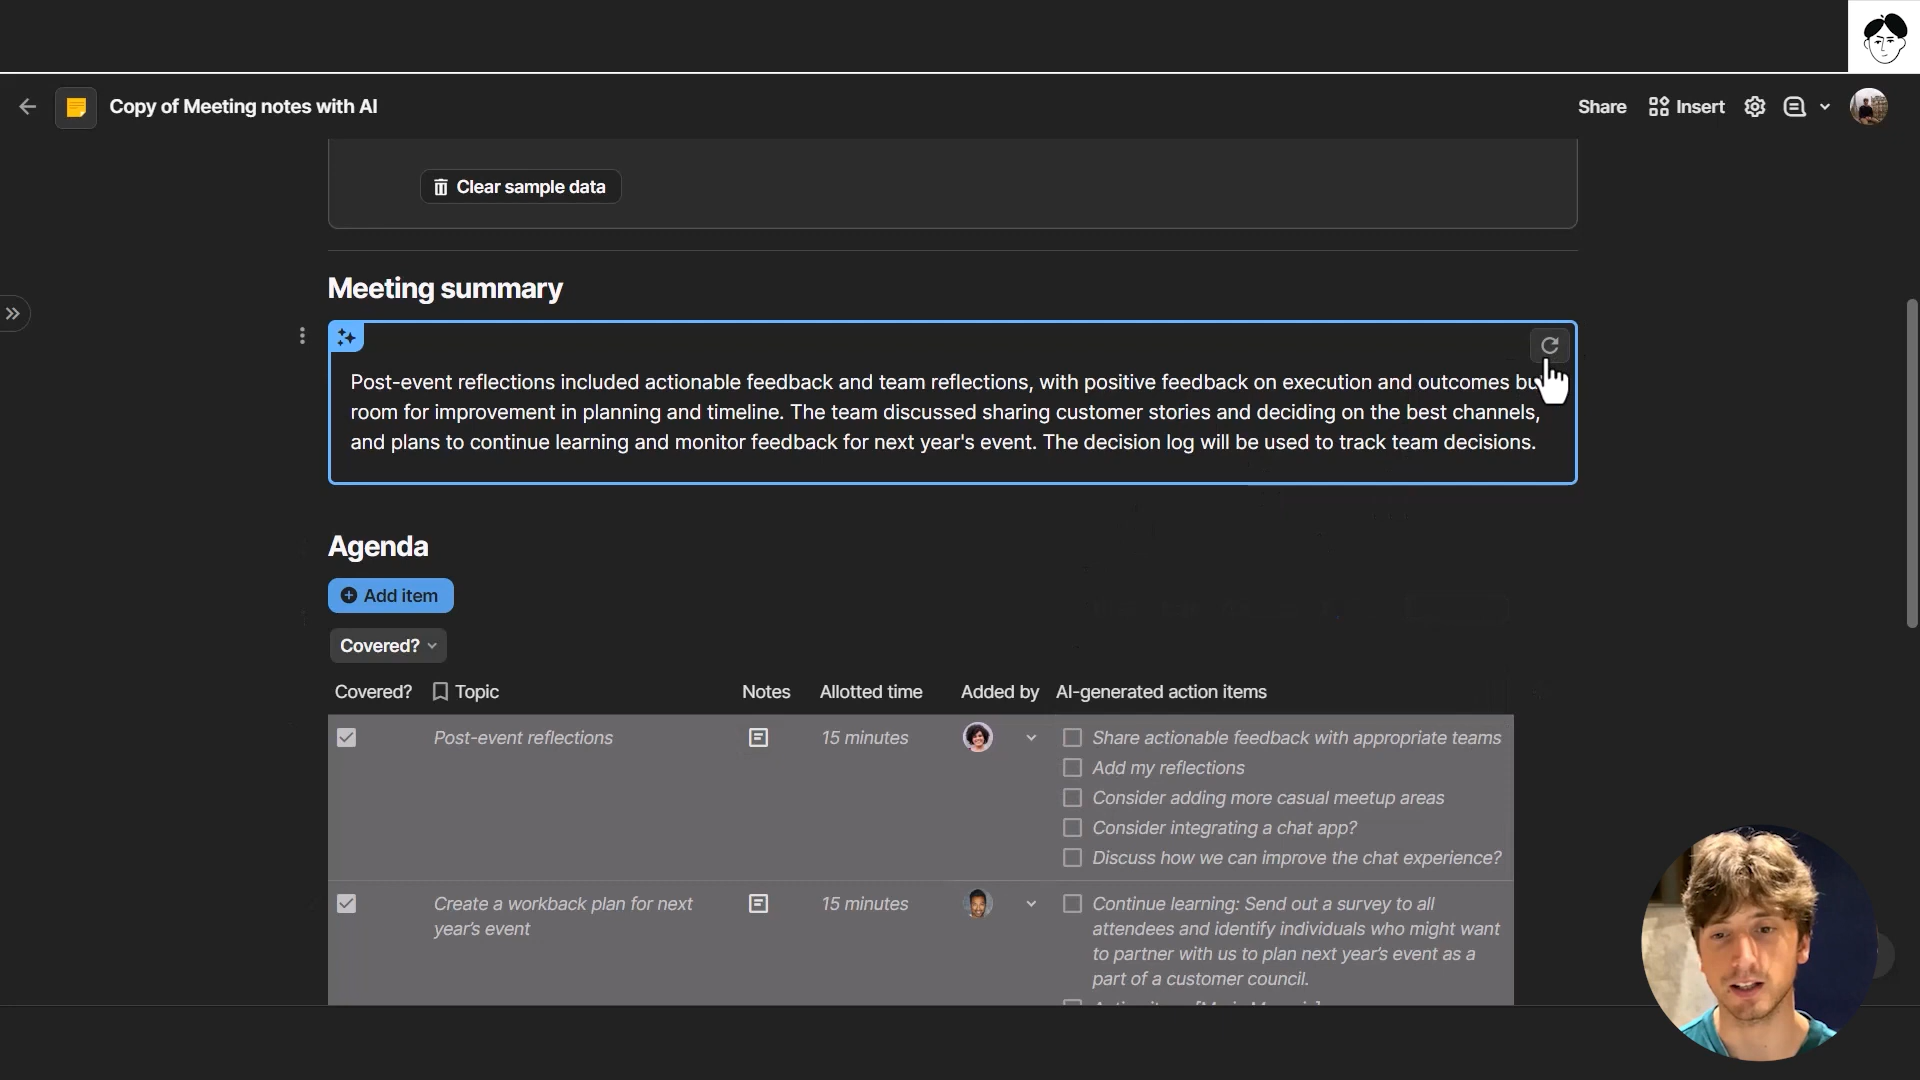 Copy of Meeting notes with AI
Share
Insert
Clear sample data
Meeting summary
Post-event reflections included actionable feedback and team reflections, with positive feedback on execution and outcomes
room for improvement in planning and timeline. The team discussed sharing customer stories and deciding on the best channels,
and plans to continue learning and monitor feedback for next year's event. The decision log will be used to track team decisions.
Agenda
Add item
Covered?
Covered? Topic Notes Allotted time Added by AI-generated action items
Post-event reflections 15 minutes Share actionable feedback with appropriate teams
Add my reflections
Consider adding more casual meetup areas
Consider integrating a chat app?
Discuss how we can improve the chat experience?
Create a workback plan for next 15 minutes Continue learning: Send out a survey to all
year's event attendees and identify individuals who might want
to partner with us to plan next year's event as a
part of a customer council.